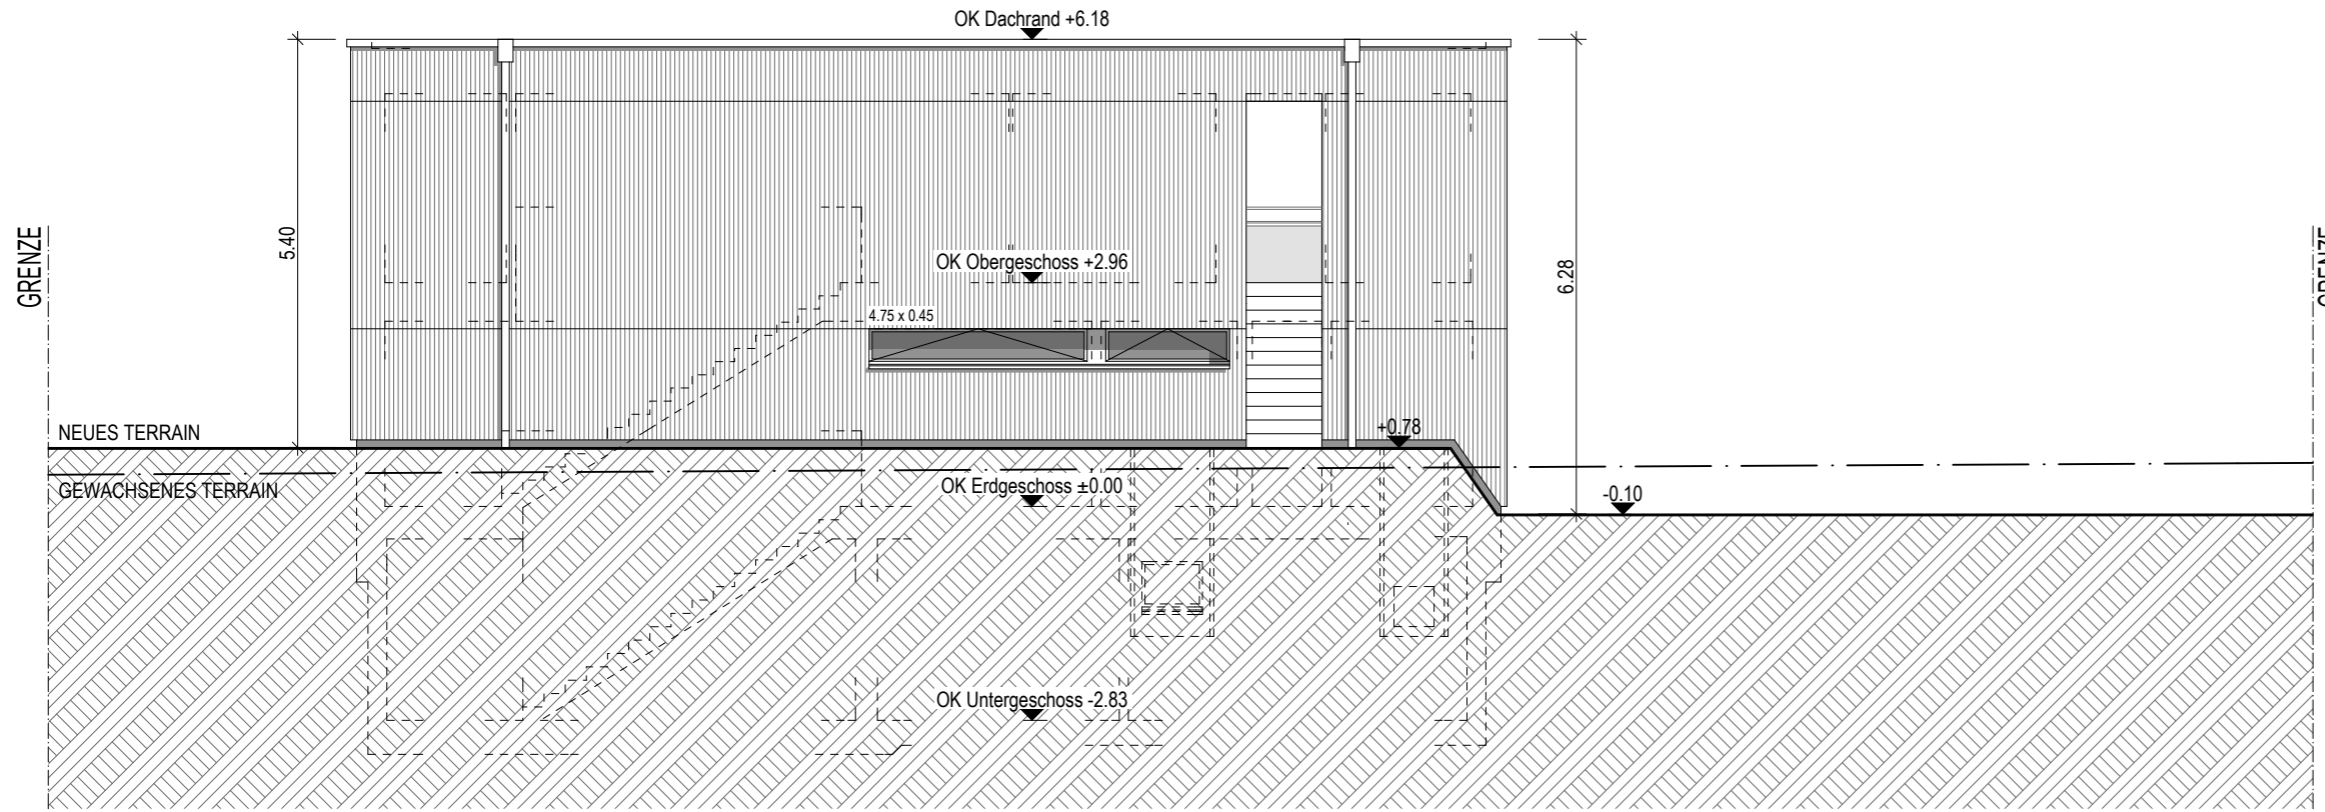 OK Dachrand +6.18
GRENZE
5.40
OK Obergeschoss +2.96
6.28
GRENZE
4.75 x 0.45
NEUES TERRAIN
+0.78
GEWACHSENES TERRAIN
OK Erdgeschoss ±0.00
-0.10
OK Untergeschoss -2.83